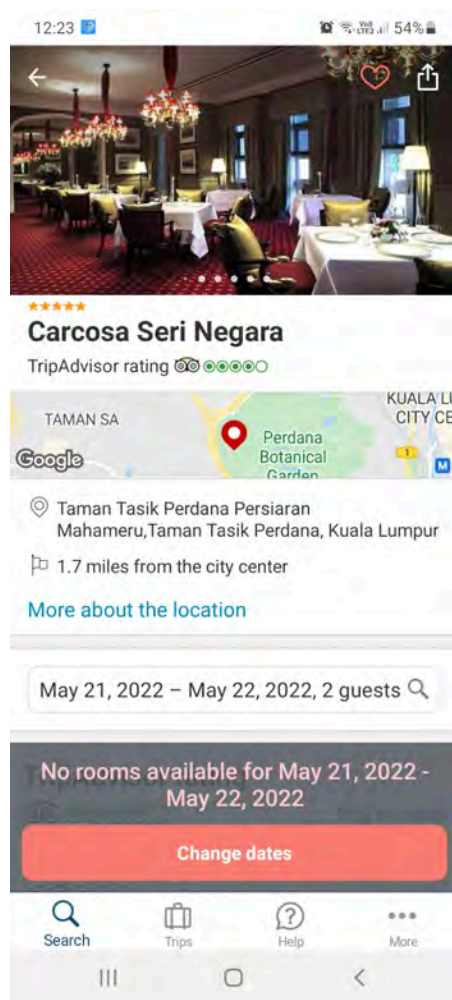 12:23
54%
Carcosa Seri Negara
TripAdvisor rating
KUALA LU
TAMAN SA
CITY CE
Perdana
Botanical
Garden
1
M
Google
Taman Tasik Perdana Persiaran
Mahameru,Taman Tasik Perdana, Kuala Lumpur
1.7 miles from the city center
More about the location
May 21, 2022 – May 22, 2022, 2 guests
No rooms available for May 21, 2022 -
May 22, 2022
Change dates
Search
Trips
Help
More